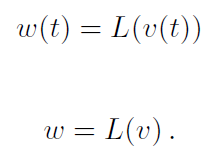 w(t) = L(v(t))
w = L(v) .